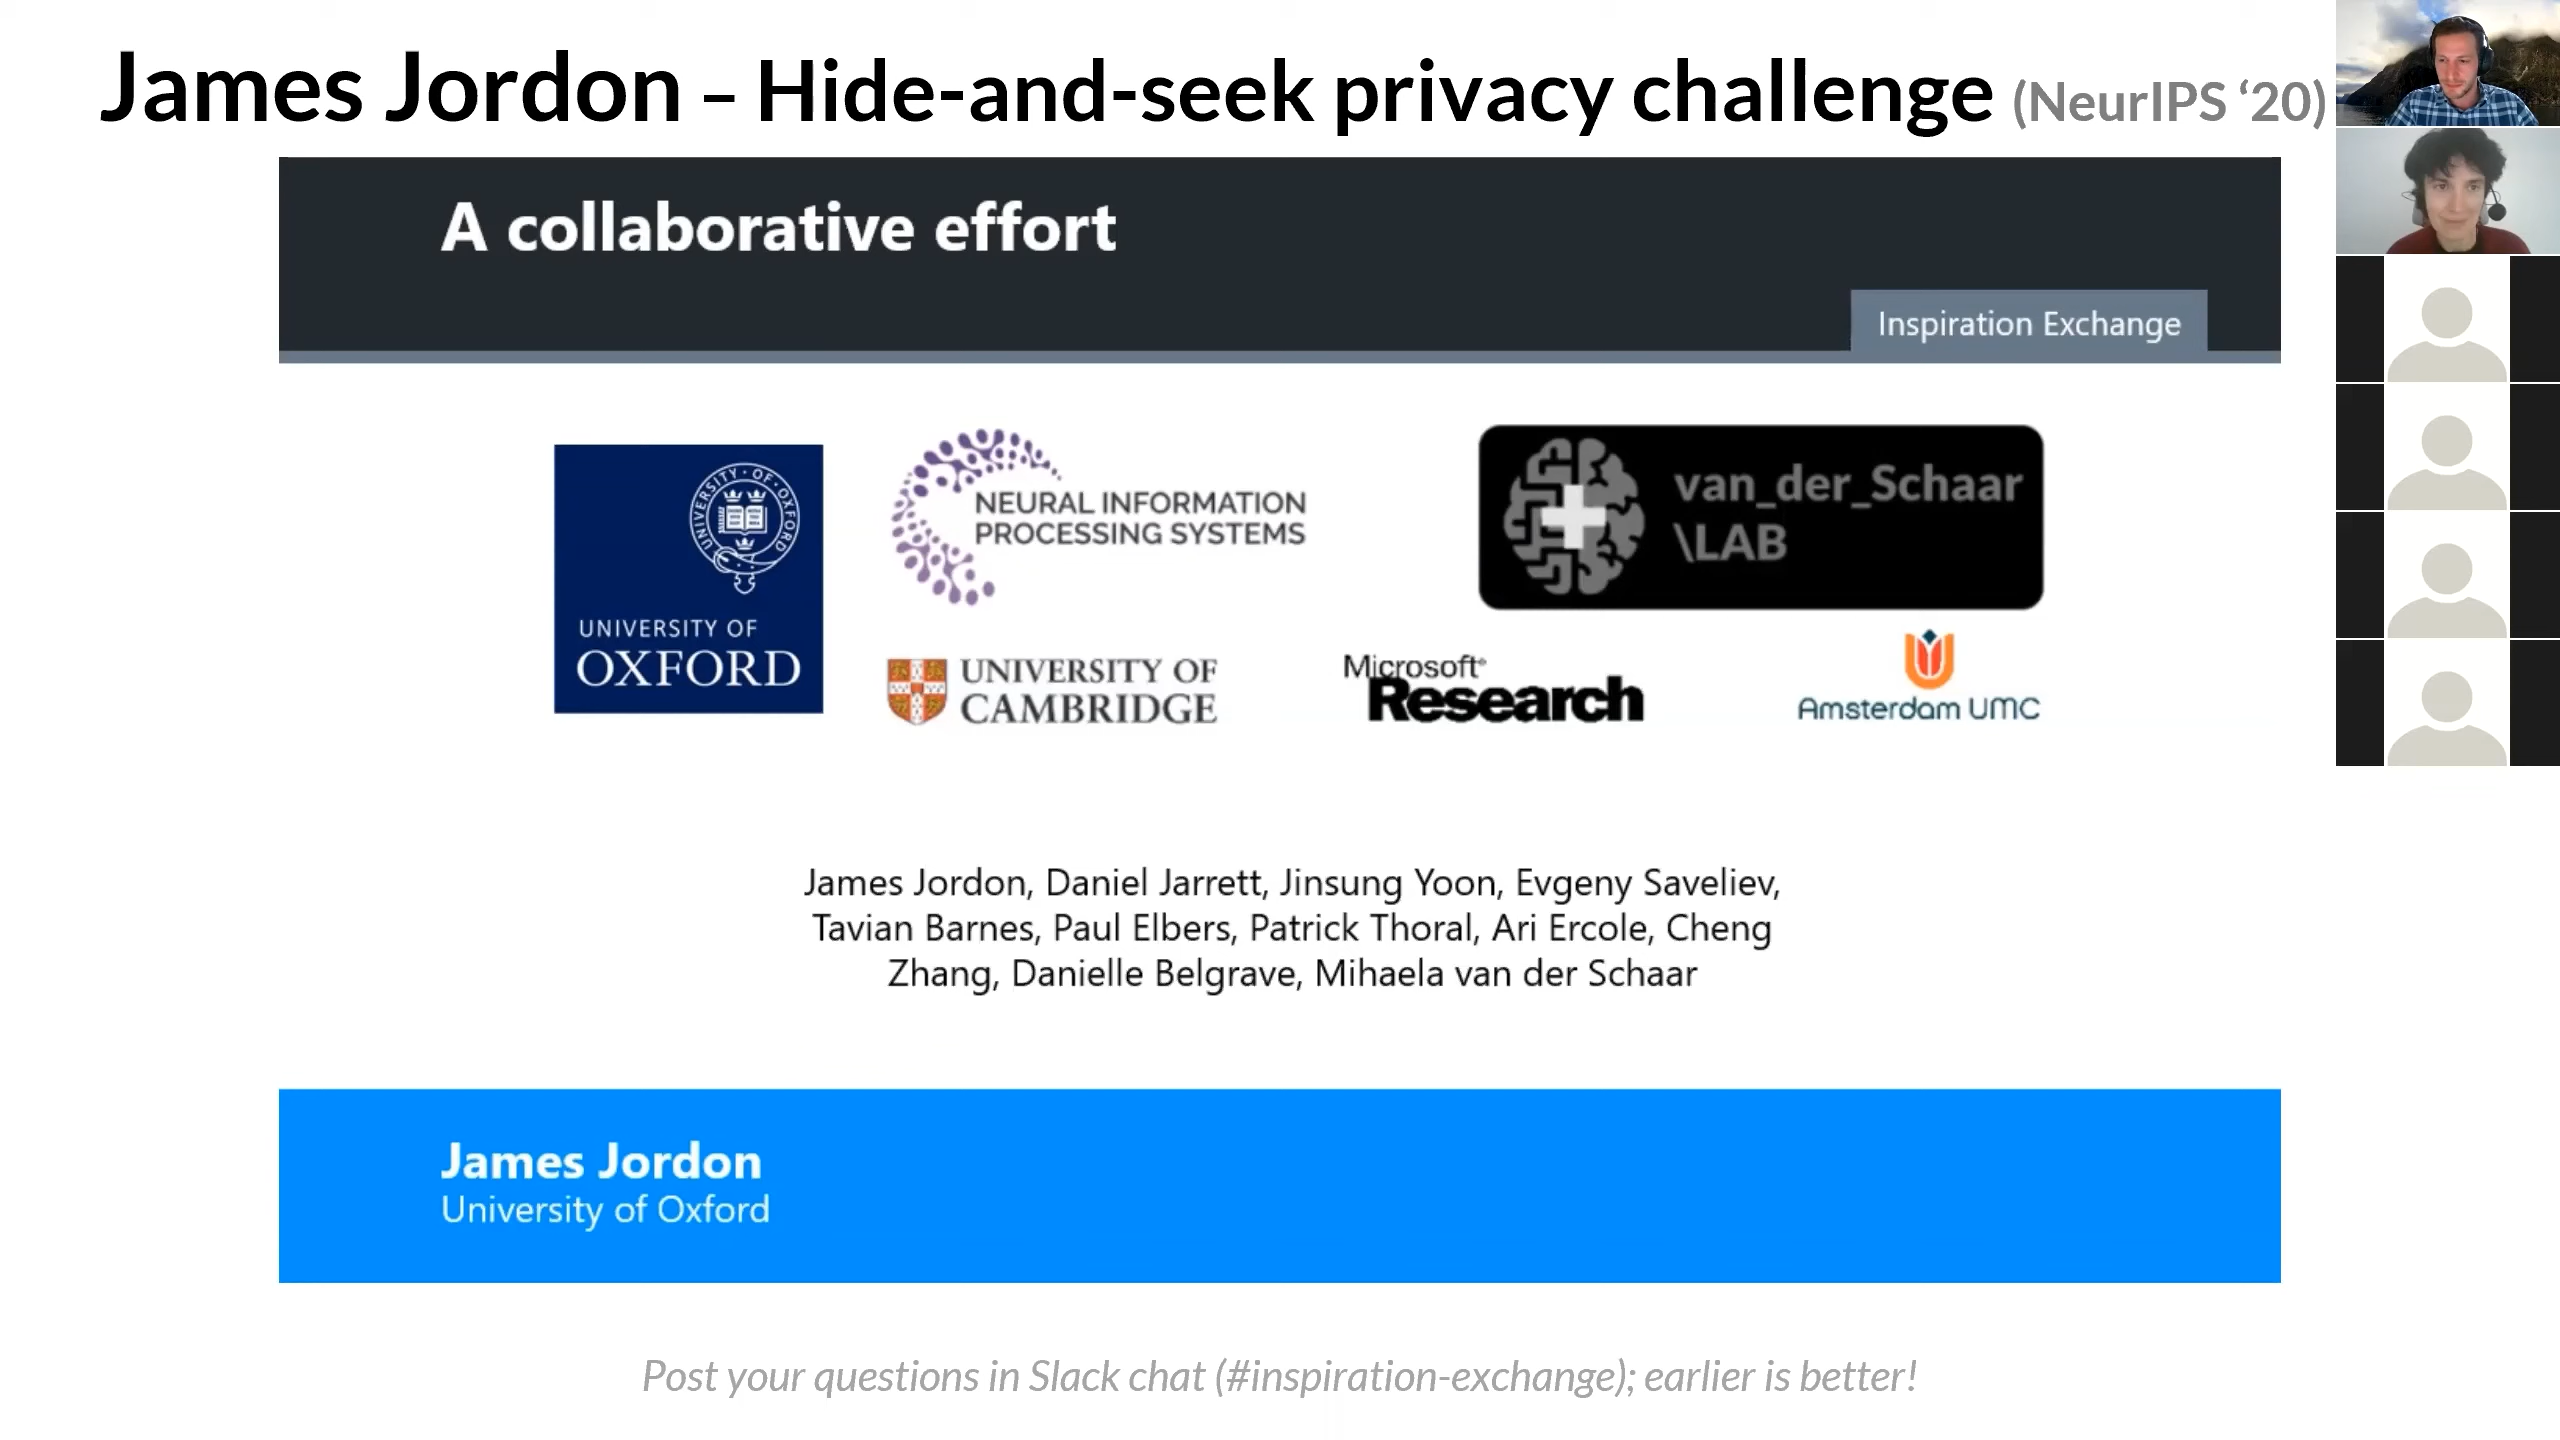 James Jordon – Hide-and-seek privacy challenge (NeurIPS ‘20)
A collaborative effort
Inspiration Exchange
UNIVERSITY · OF · OXFORD
UNIVERSITY OF
OXFORD
NEURAL INFORMATION
PROCESSING SYSTEMS
van_der_Schaar
\LAB
UNIVERSITY OF
CAMBRIDGE
Microsoft®
Research
Amsterdam UMC
James Jordon, Daniel Jarrett, Jinsung Yoon, Evgeny Saveliev,
Tavian Barnes, Paul Elbers, Patrick Thoral, Ari Ercole, Cheng
Zhang, Danielle Belgrave, Mihaela van der Schaar
James Jordon
University of Oxford
Post your questions in Slack chat (#inspiration-exchange); earlier is better!